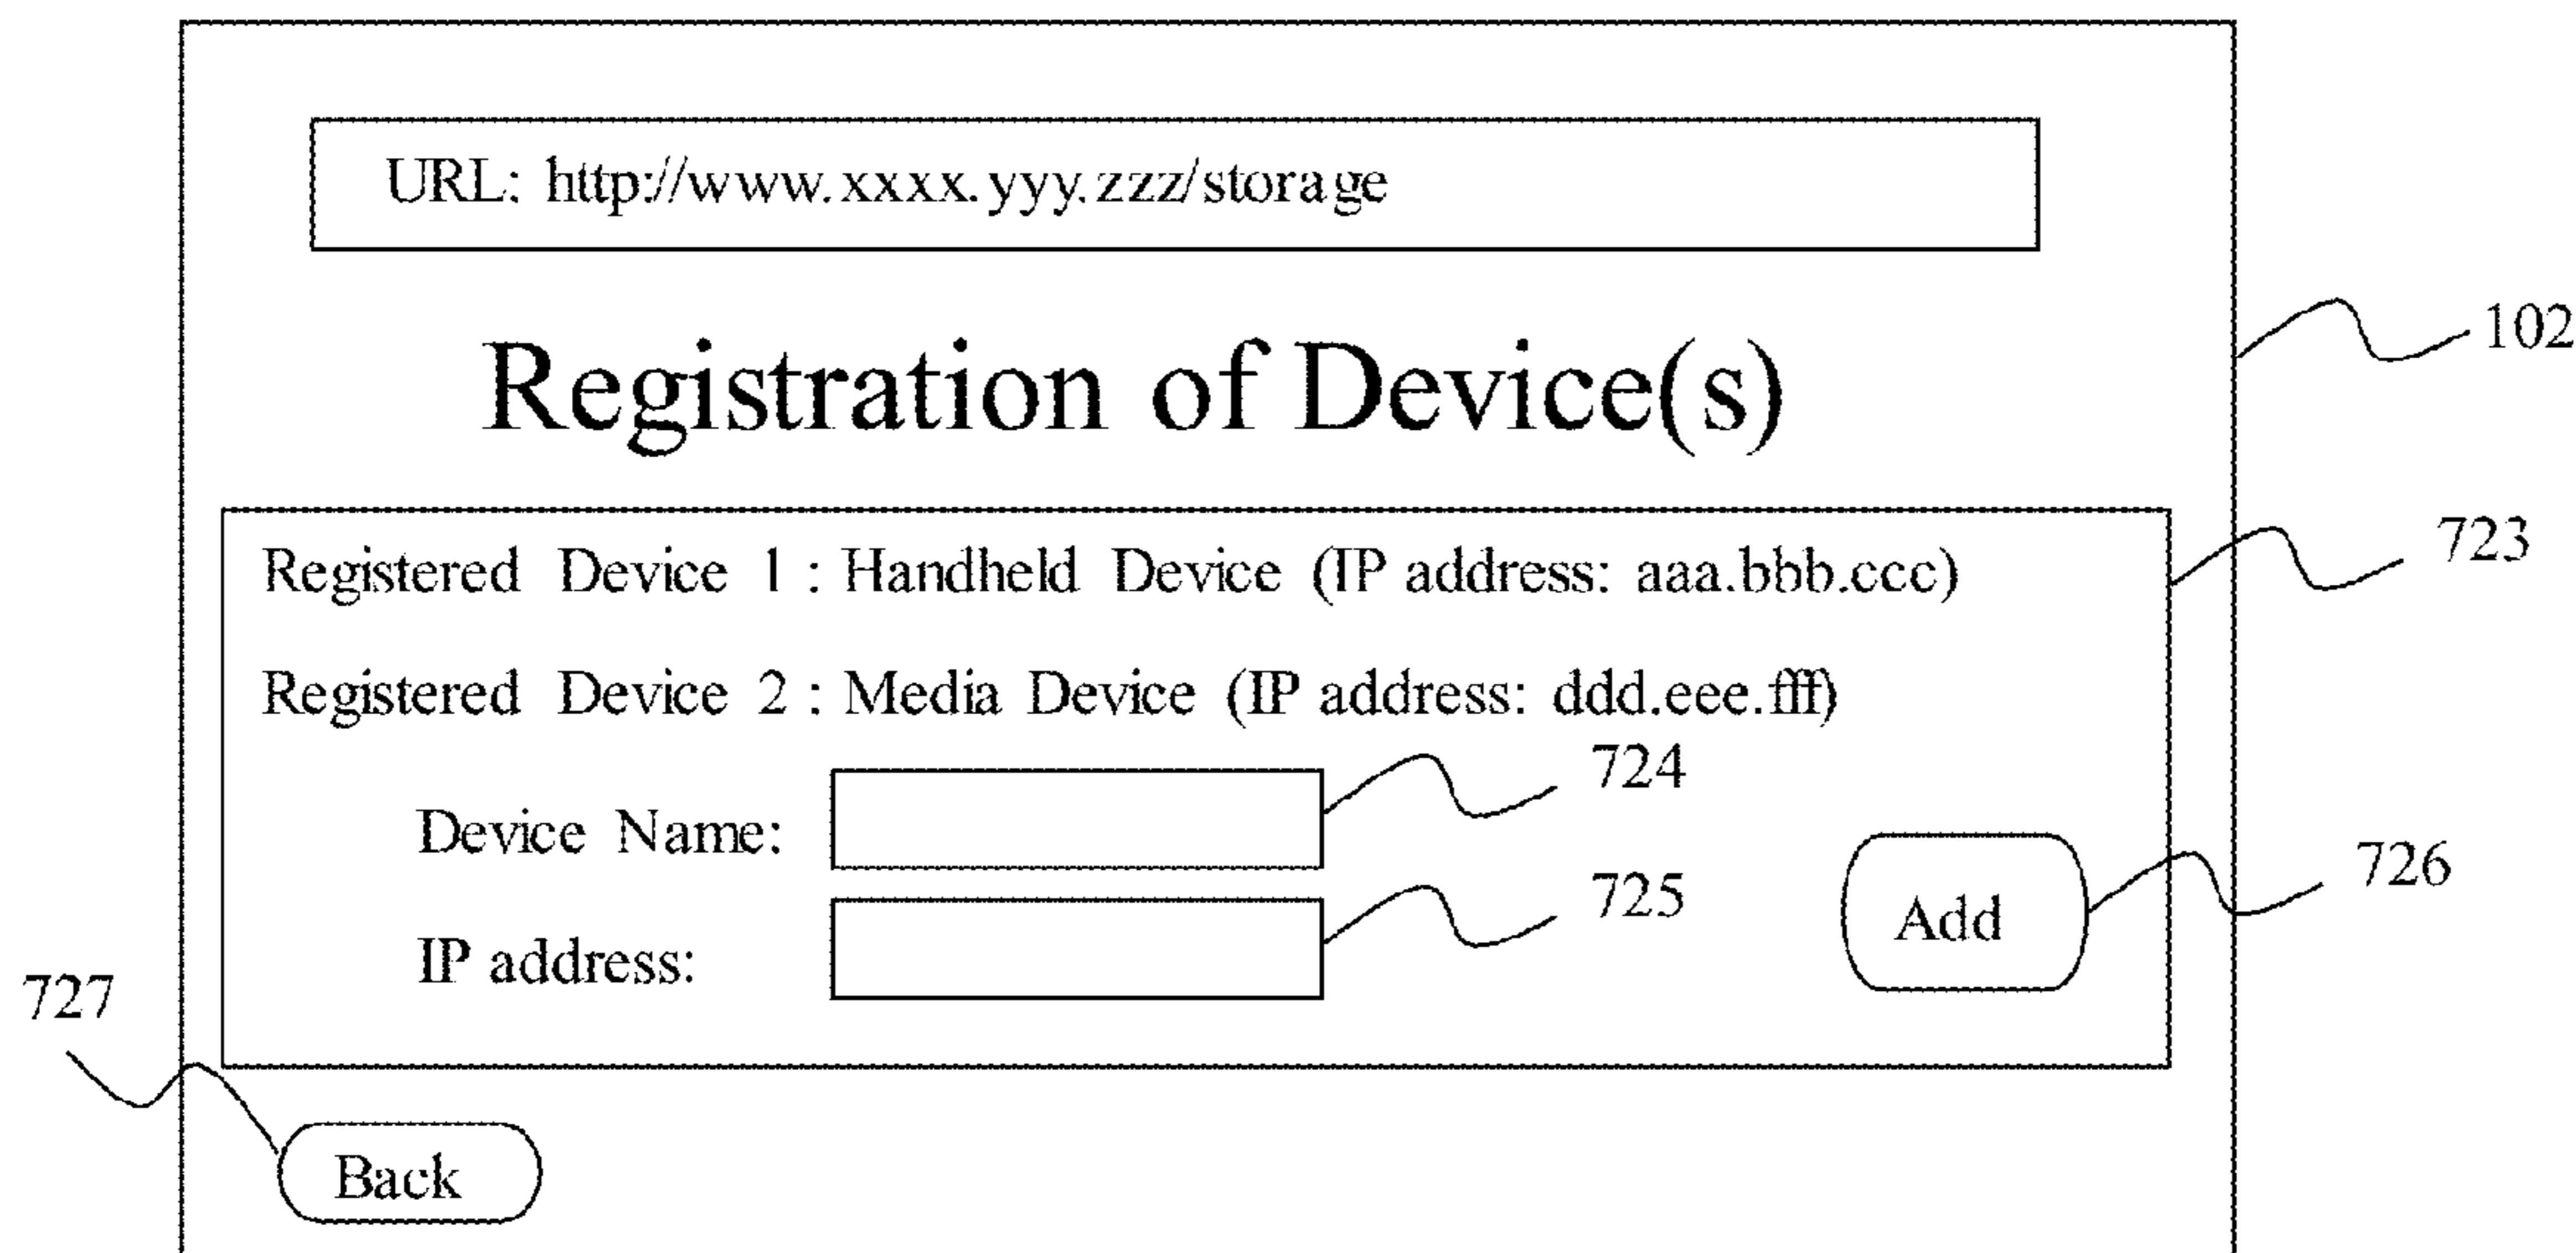 URL: http://www.xxxx.yyy.zzz/storage
102
Registration of Device(s)
723
Registered Device 1 : Handheld Device (IP address: aaa.bbb.ccc)
Registered Device 2 : Media Device (IP address: ddd.eee.fff)
724
Device Name:
725
726
Add
IP address:
727
Back